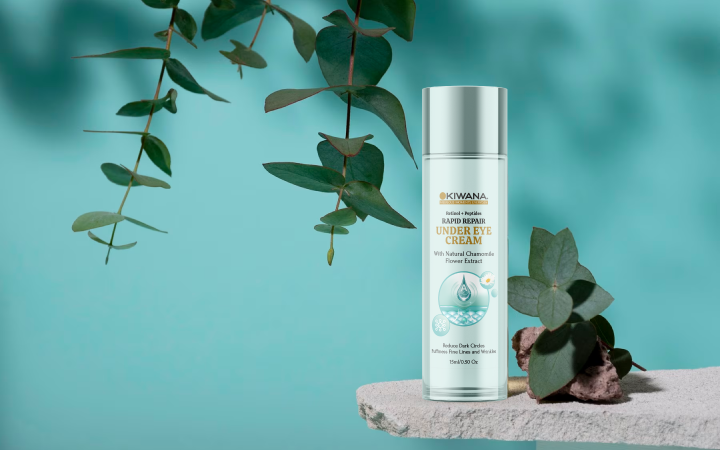 KIWANA
Retinol + Peptides
RAPID REPAIR
UNDER EYE
CREAM
With Natural Chamomile
Flower Extract
Reduce Dark Circles
Puffiness Fine Lines and Wrinkles
15ml/0.50 Oz